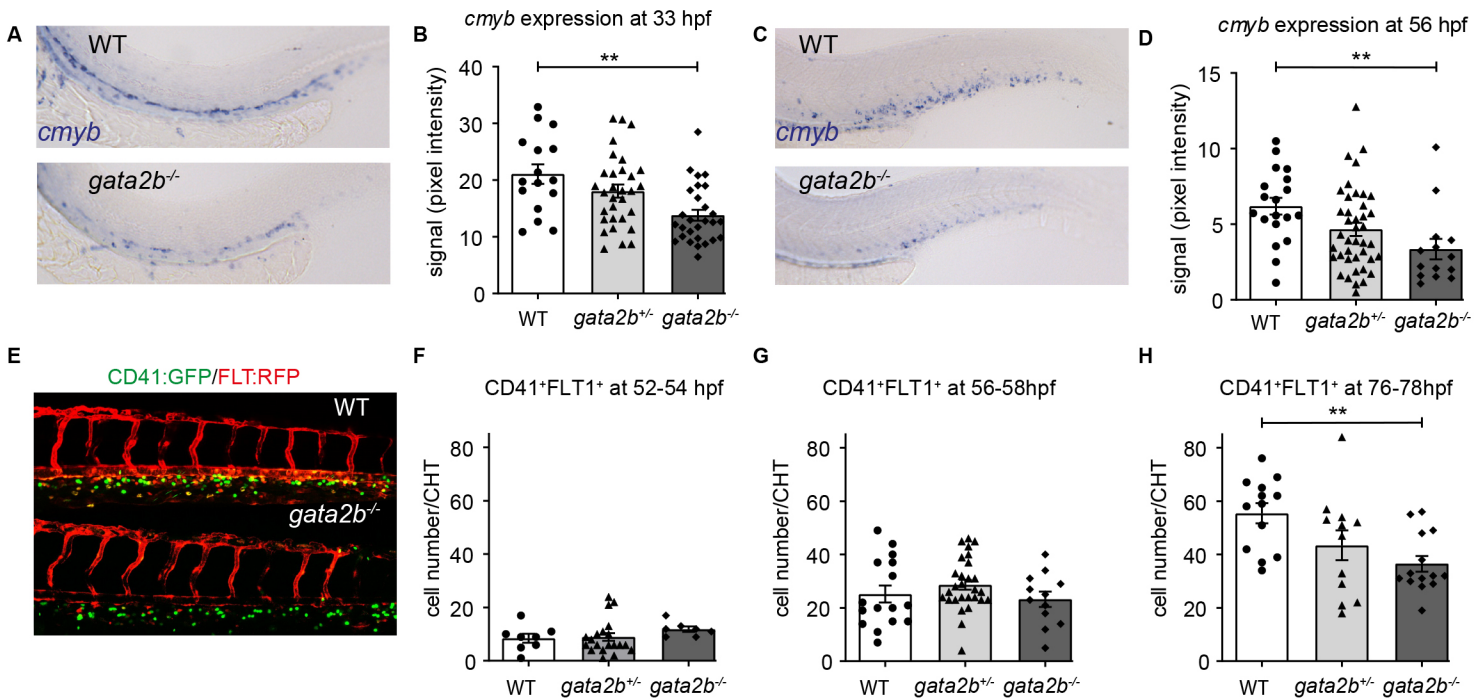 A
WT
cmyb
gata2b-/-
B
cmyb expression at 33 hpf
**
signal (pixel intensity)
40
30
20
10
0
WT
gata2b+/-
gata2b-/-
C
WT
cmyb
gata2b-/-
D
cmyb expression at 56 hpf
**
signal (pixel intensity)
15
10
5
0
WT
gata2b+/-
gata2b-/-
E
CD41:GFP/FLT:RFP
WT
gata2b-/-
F
CD41+FLT1+ at 52-54 hpf
cell number/CHT
80
60
40
20
0
WT
gata2b+/-
gata2b-/-
G
CD41+FLT1+ at 56-58hpf
cell number/CHT
80
60
40
20
0
WT
gata2b+/-
gata2b-/-
H
CD41+FLT1+ at 76-78hpf
**
cell number/CHT
80
60
40
20
0
WT
gata2b+/-
gata2b-/-